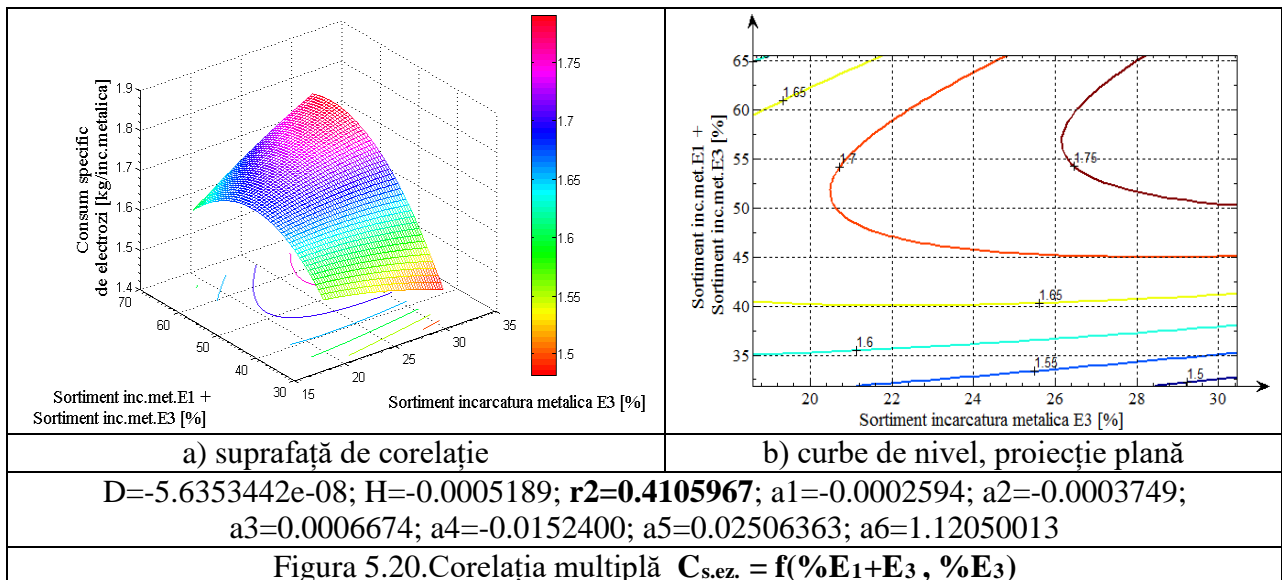 1.9
1.8
1.7
1.6
1.5
1.4
Consum specific
de electrozi [kg/inc.metalica]
70
60
50
40
30
15
20
25
30
35
Sortiment inc.met.E1 +
Sortiment inc.met.E3 [%]
Sortiment incarcatura metalica E3 [%]
1.75
1.7
1.65
1.6
1.55
1.5
65
60
55
50
45
40
35
Sortiment inc.met.E1 +
Sortiment inc.met.E3 [%]
1.65
1.7
1.75
1.65
1.6
1.55
1.5
20 22 24 26 28 30
Sortiment incarcatura metalica E3 [%]
a) suprafață de corelație
b) curbe de nivel, proiecție plană
D=-5.6353442e-08; H=-0.0005189; r2=0.4105967; a1=-0.0002594; a2=-0.0003749;
a3=0.0006674; a4=-0.0152400; a5=0.02506363; a6=1.12050013
Figura 5.20.Corelația multiplă C s.ez. = f(%E1+E3 , %E3)